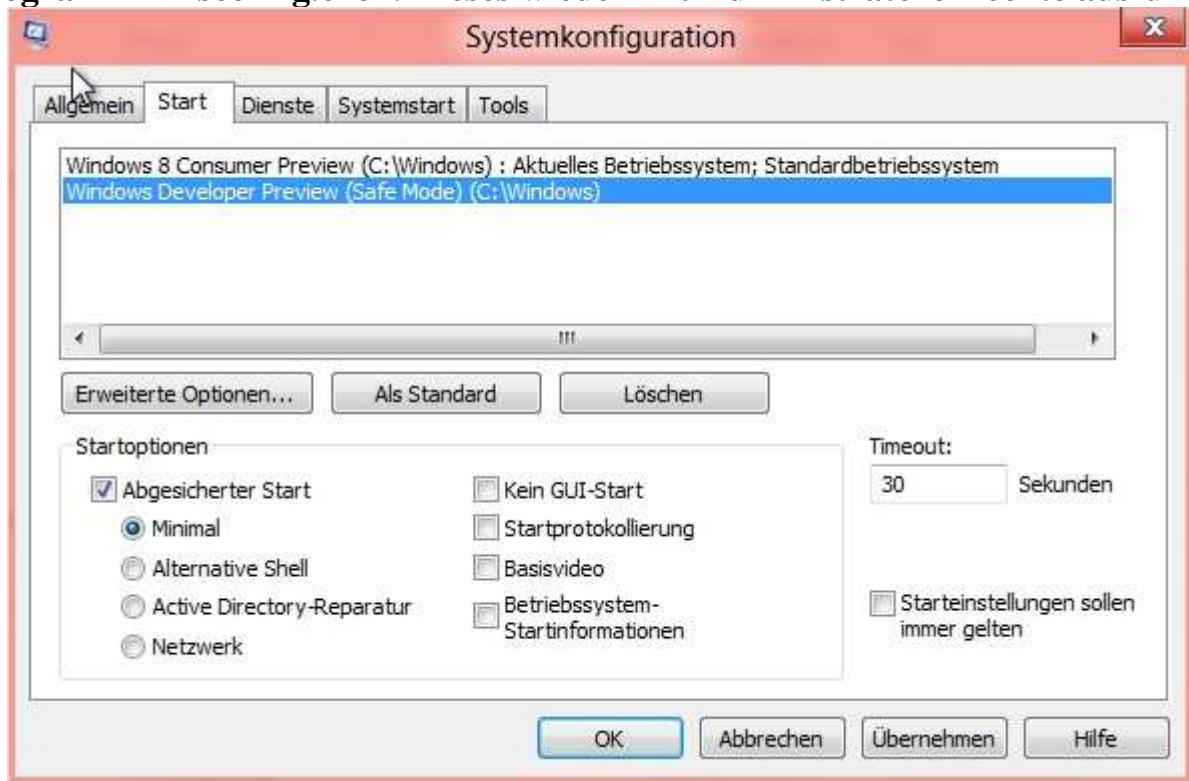 Systemkonfiguration
Allgemein Start Dienste Systemstart Tools
Windows 8 Consumer Preview (C:\Windows) : Aktuelles Betriebssystem; Standardbetriebssystem
Windows Developer Preview (Safe Mode) (C:\Windows)
Erweiterte Optionen... Als Standard Löschen
Startoptionen
Timeout:
Abgesicherter Start Kein GUI-Start 30 Sekunden
Minimal Startprotokollierung
Alternative Shell Basisvideo
Active Directory-Reparatur Betriebssystem-
Startinformationen
Starteinstellungen sollen
immer gelten
Netzwerk
OK Abbrechen Übernehmen Hilfe